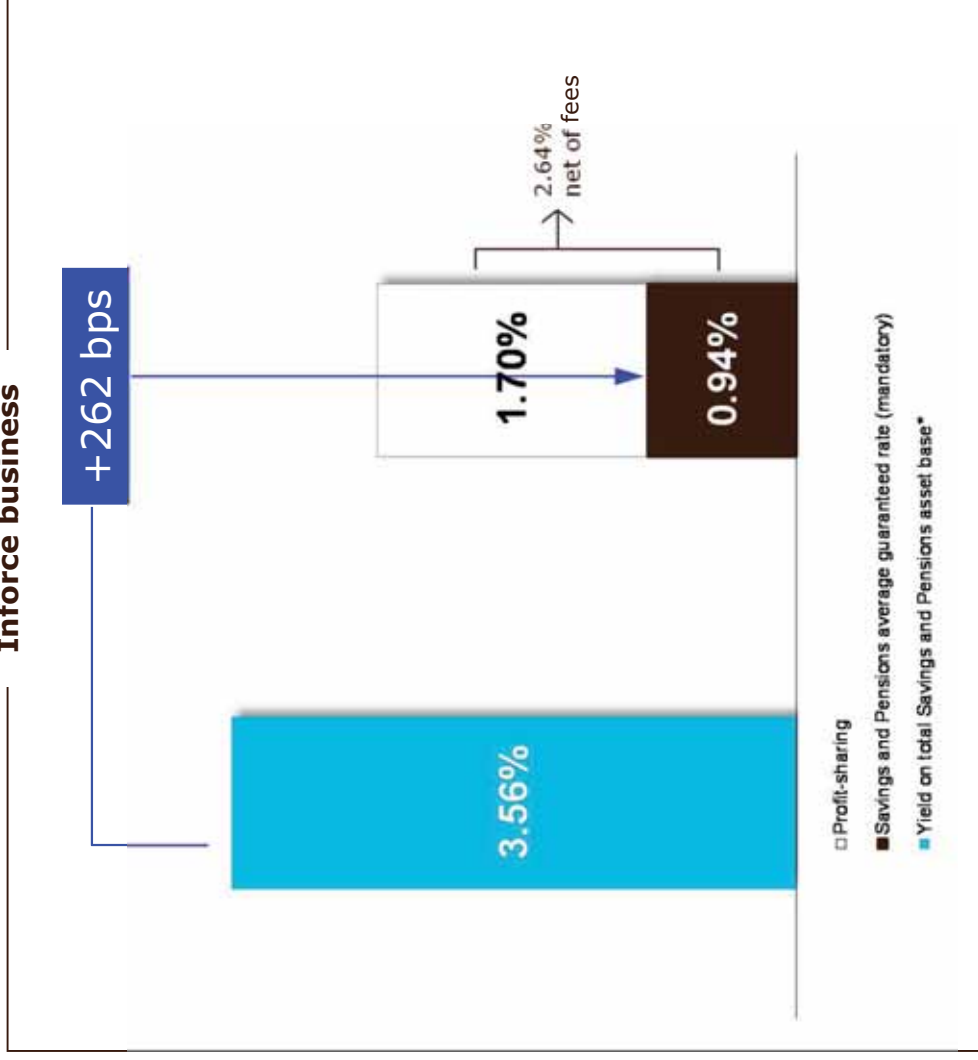 Inforce business
+262 bps
3.56%
1.70%
0.94%
2.64%
net of fees
Profit-sharing
Savings and Pensions average guaranteed rate (mandatory)
Yield on total Savings and Pensions asset base*